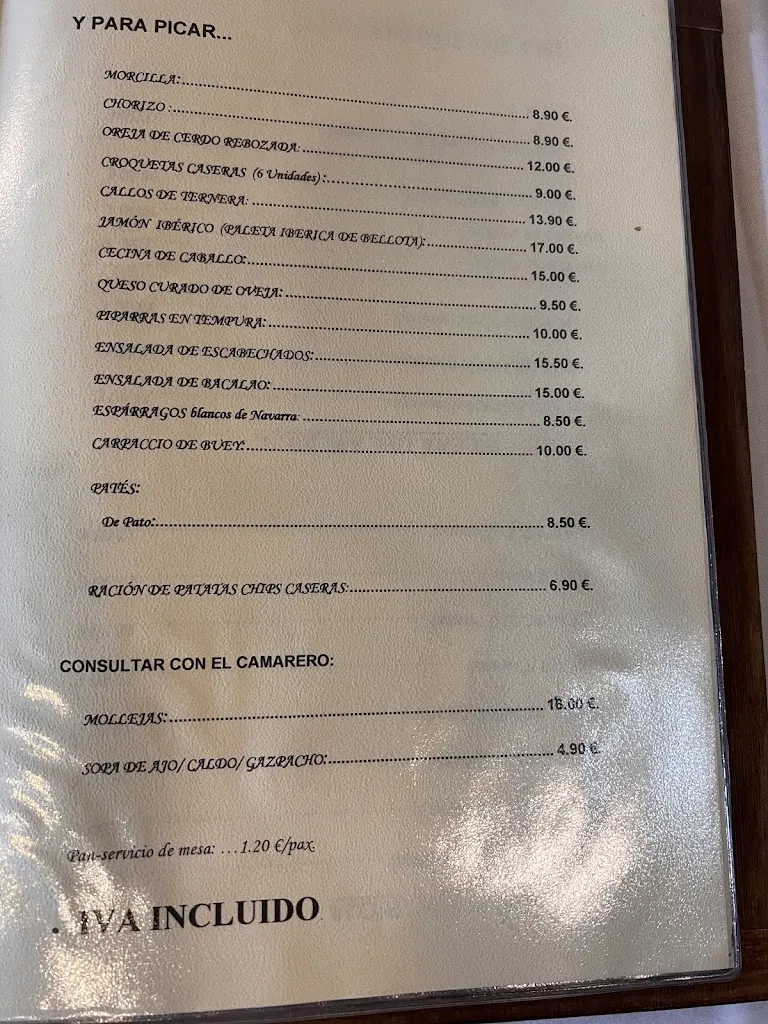 Y PARA PICAR...
MORCILLA: 8.90 €.
CHORIZO : 8.90 €.
OREJA DE CERDO REBOZADA: 12.00 €.
CROQUETAS CASERAS (6 Unidades): 9.00 €.
CALLOS DE TERNERA: 13.90 €.
JAMÓN IBÉRICO (PALETA IBERICA DE BELLOTA): 17.00 €.
CECINA DE CABALLO: 15.00 €.
QUESO CURADO DE OVEJA: 9.50 €.
PIPARRAS EN TEMPURA: 10.00 €.
ENSALADA DE ESCABECHADOS: 15.50 €.
ENSALADA DE BACALAO: 15.00 €.
ESPÁRRAGOS blancos de Navarra: 8.50 €.
CARPACCIO DE BUEY: 10.00 €.
PATÉS:
De Pato: 8.50 €.
RACIÓN DE PATATAS CHIPS CASERAS: 6,90 €.
CONSULTAR CON EL CAMARERO:
MOLLEJAS: €.
SOPA DE AJO/ CALDO/ GAZPACHO: 4.90 €.
Pan-servicio de mesa: ...1.20 €/pax.
. IVA INCLUIDO.